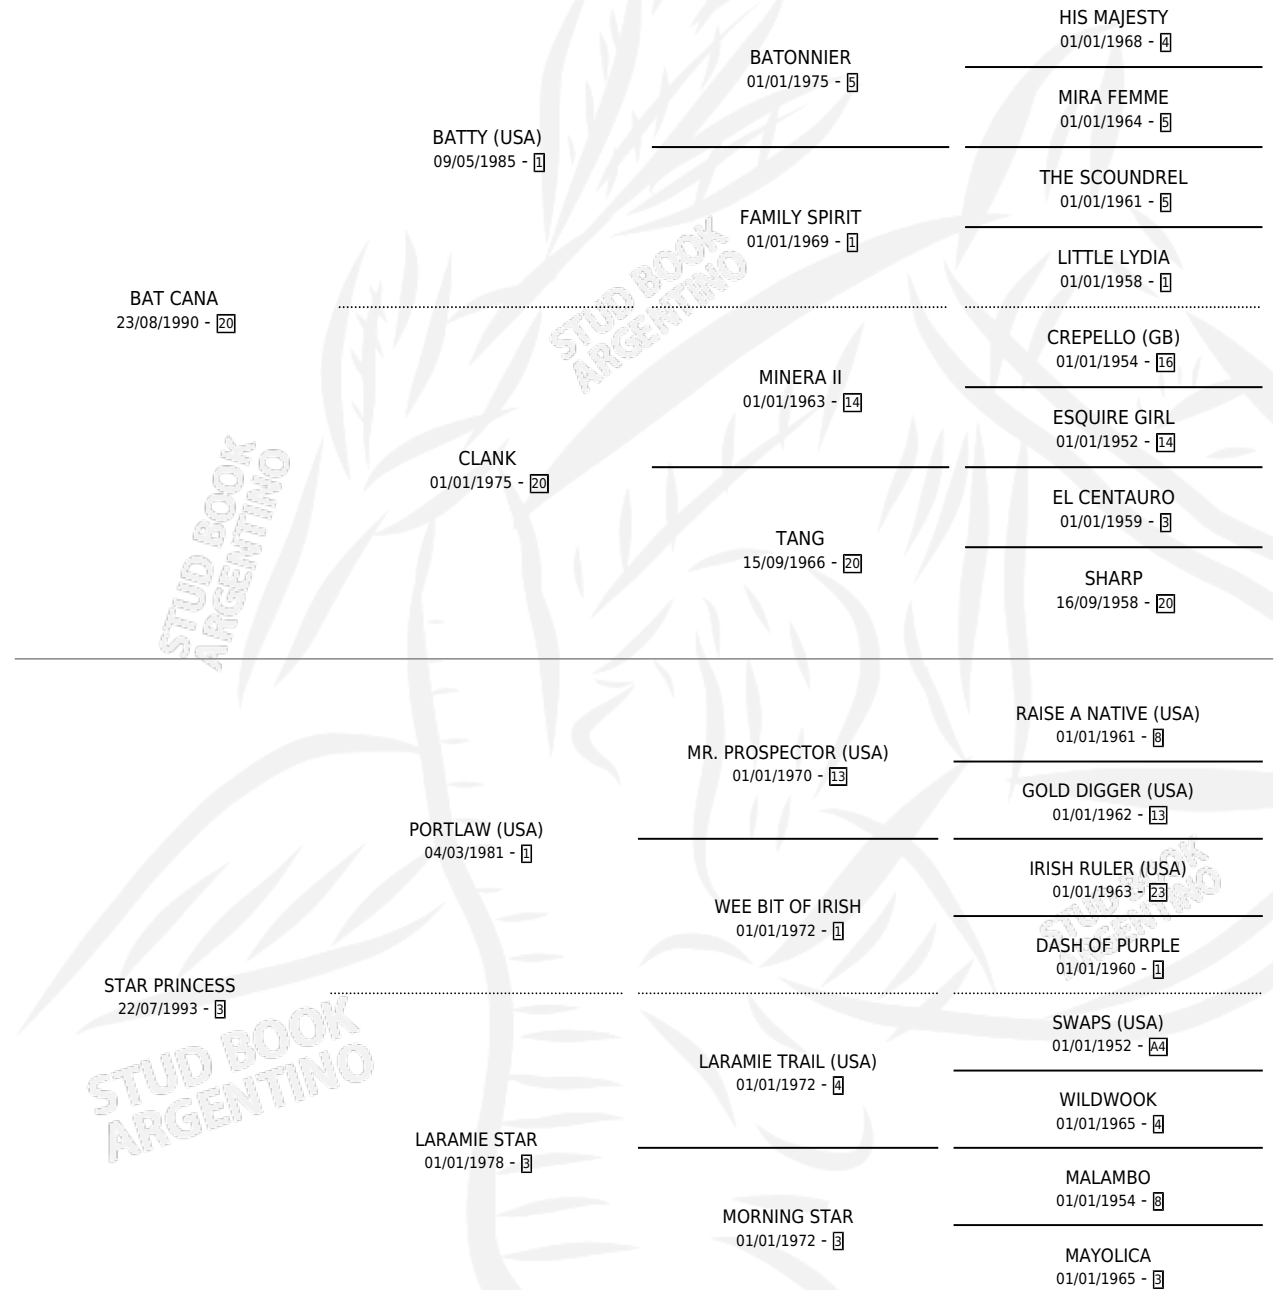 HIS MAJESTY
01/01/1968 - 4
BATONNIER
01/01/1975 - 5
MIRA FEMME
01/01/1964 - 5
BATTY (USA)
09/05/1985 - 1
THE SCOUNDREL
01/01/1961 - 5
FAMILY SPIRIT
01/01/1969 - 1
LITTLE LYDIA
01/01/1958 - 1
BAT CANA
23/08/1990 - 20
CREPELLO (GB)
01/01/1954 - 16
MINERA II
01/01/1963 - 14
ESQUIRE GIRL
01/01/1952 - 14
CLANK
01/01/1975 - 20
EL CENTAURO
01/01/1959 - 3
TANG
15/09/1966 - 20
SHARP
16/09/1958 - 20
RAISE A NATIVE (USA)
01/01/1961 - 8
MR. PROSPECTOR (USA)
01/01/1970 - 13
GOLD DIGGER (USA)
01/01/1962 - 13
PORTLAW (USA)
04/03/1981 - 1
IRISH RULER (USA)
01/01/1963 - 23
WEE BIT OF IRISH
01/01/1972 - 1
DASH OF PURPLE
01/01/1960 - 1
STAR PRINCESS
22/07/1993 - 3
SWAPS (USA)
01/01/1952 - A4
LARAMIE TRAIL (USA)
01/01/1972 - 4
WILDWOOK
01/01/1965 - 4
LARAMIE STAR
01/01/1978 - 3
MALAMBO
01/01/1954 - 8
MORNING STAR
01/01/1972 - 3
MAYOLICA
01/01/1965 - 3
STUD BOOK
ARGENTINO
STUD BOOK
ARGENTINO
STUD BOOK
ARGENTINO
STUD BOOK
ARGENTINO